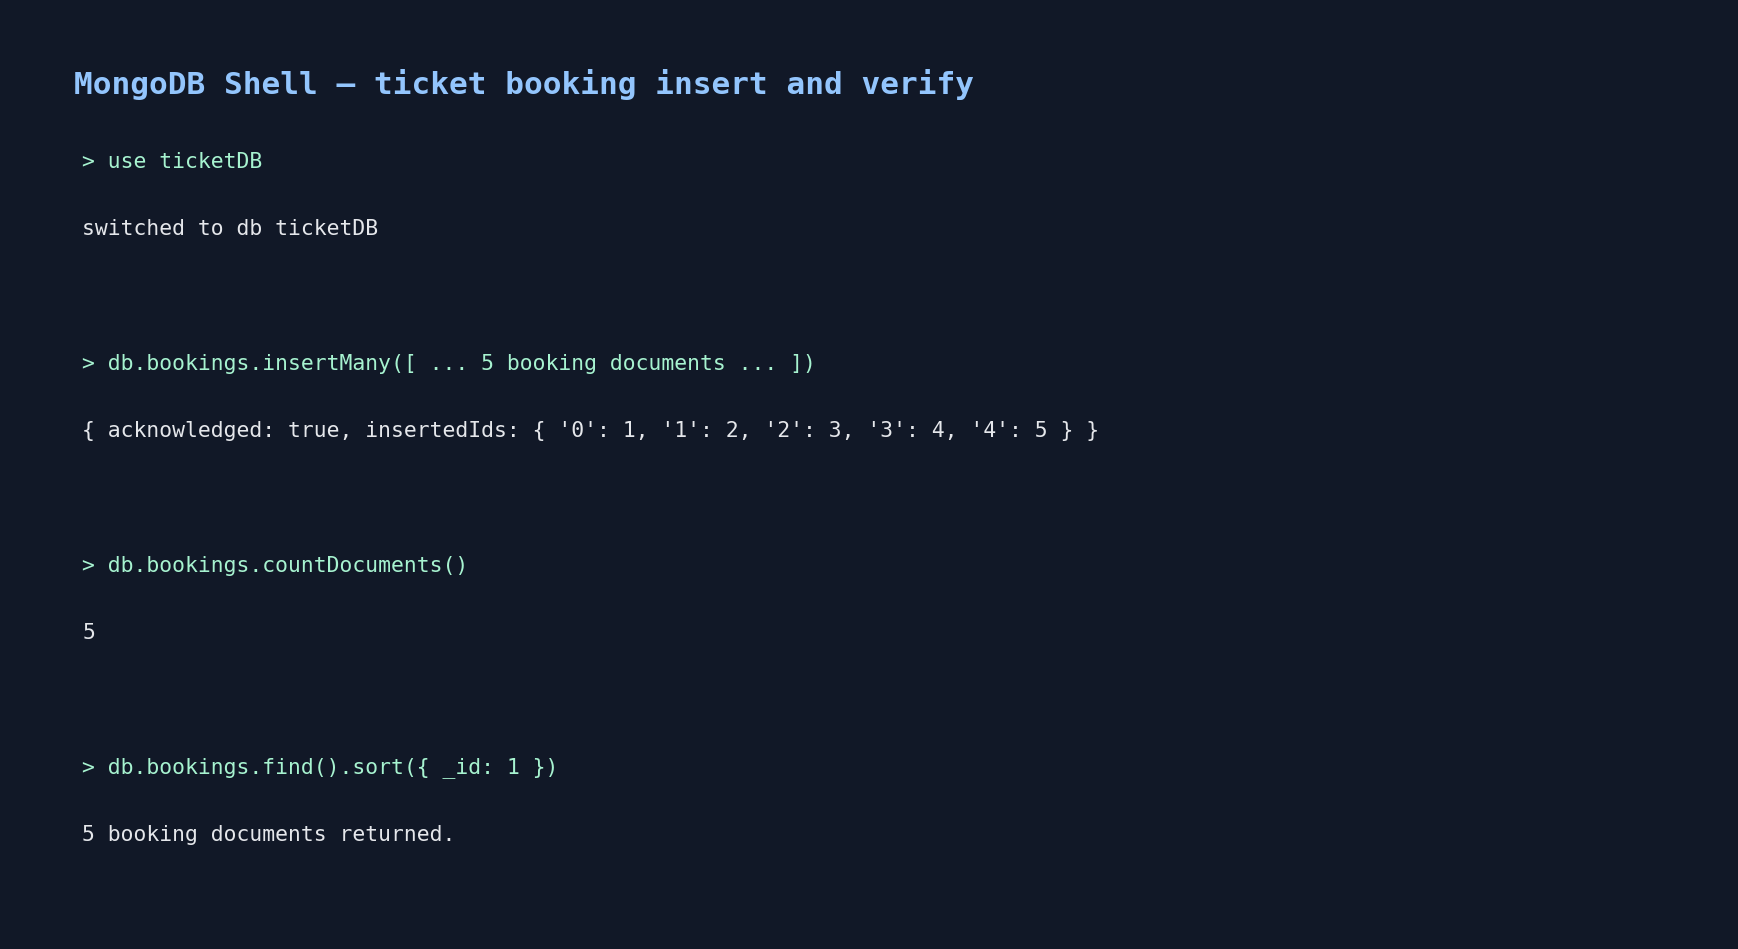 MongoDB Shell — ticket booking insert and verify
> use ticketDB
switched to db ticketDB
> db.bookings.insertMany([ ... 5 booking documents ... ])
{ acknowledged: true, insertedIds: { '0': 1, '1': 2, '2': 3, '3': 4, '4': 5 } }
> db.bookings.countDocuments()
5
> db.bookings.find().sort({ _id: 1 })
5 booking documents returned.